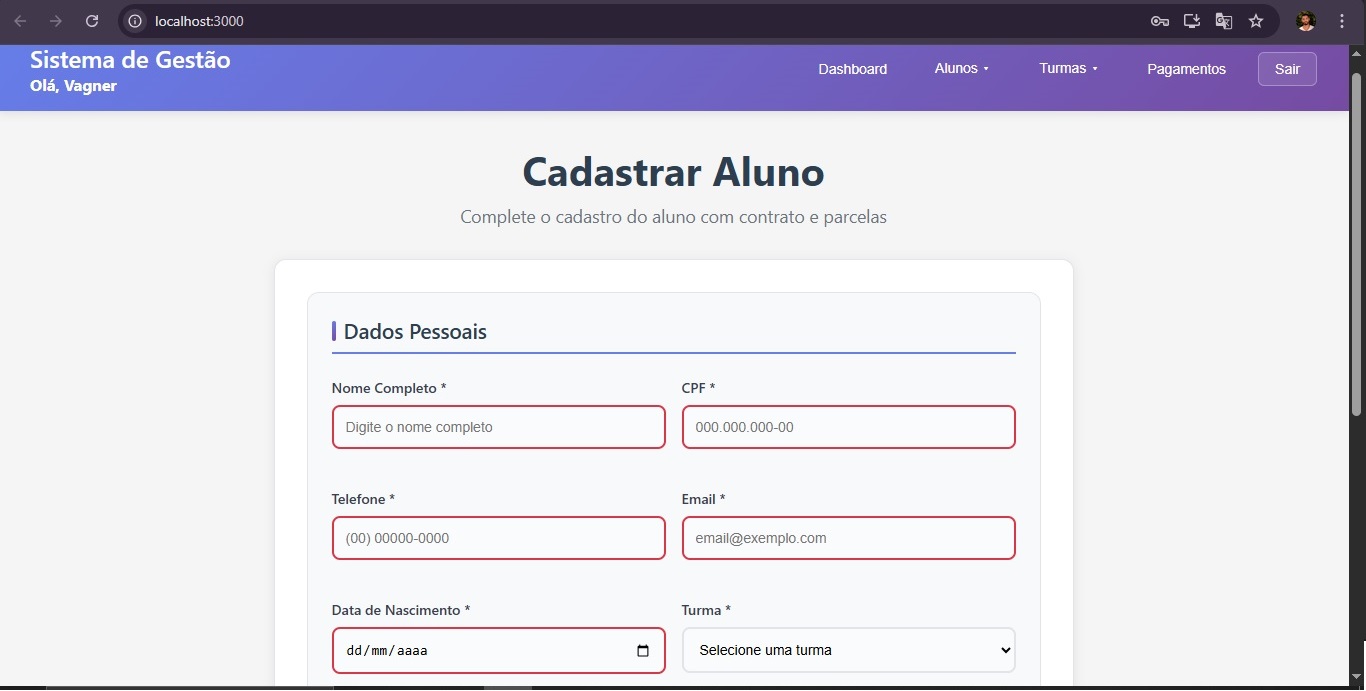 localhost:3000
Sistema de Gestão
Olá, Vagner
Dashboard Alunos Turmas Pagamentos Sair
Cadastrar Aluno
Complete o cadastro do aluno com contrato e parcelas
Dados Pessoais
Nome Completo * CPF *
Digite o nome completo 000.000.000-00
Telefone * Email *
(00) 00000-0000 email@exemplo.com
Data de Nascimento * Turma *
dd/mm/aaaa Selecione uma turma